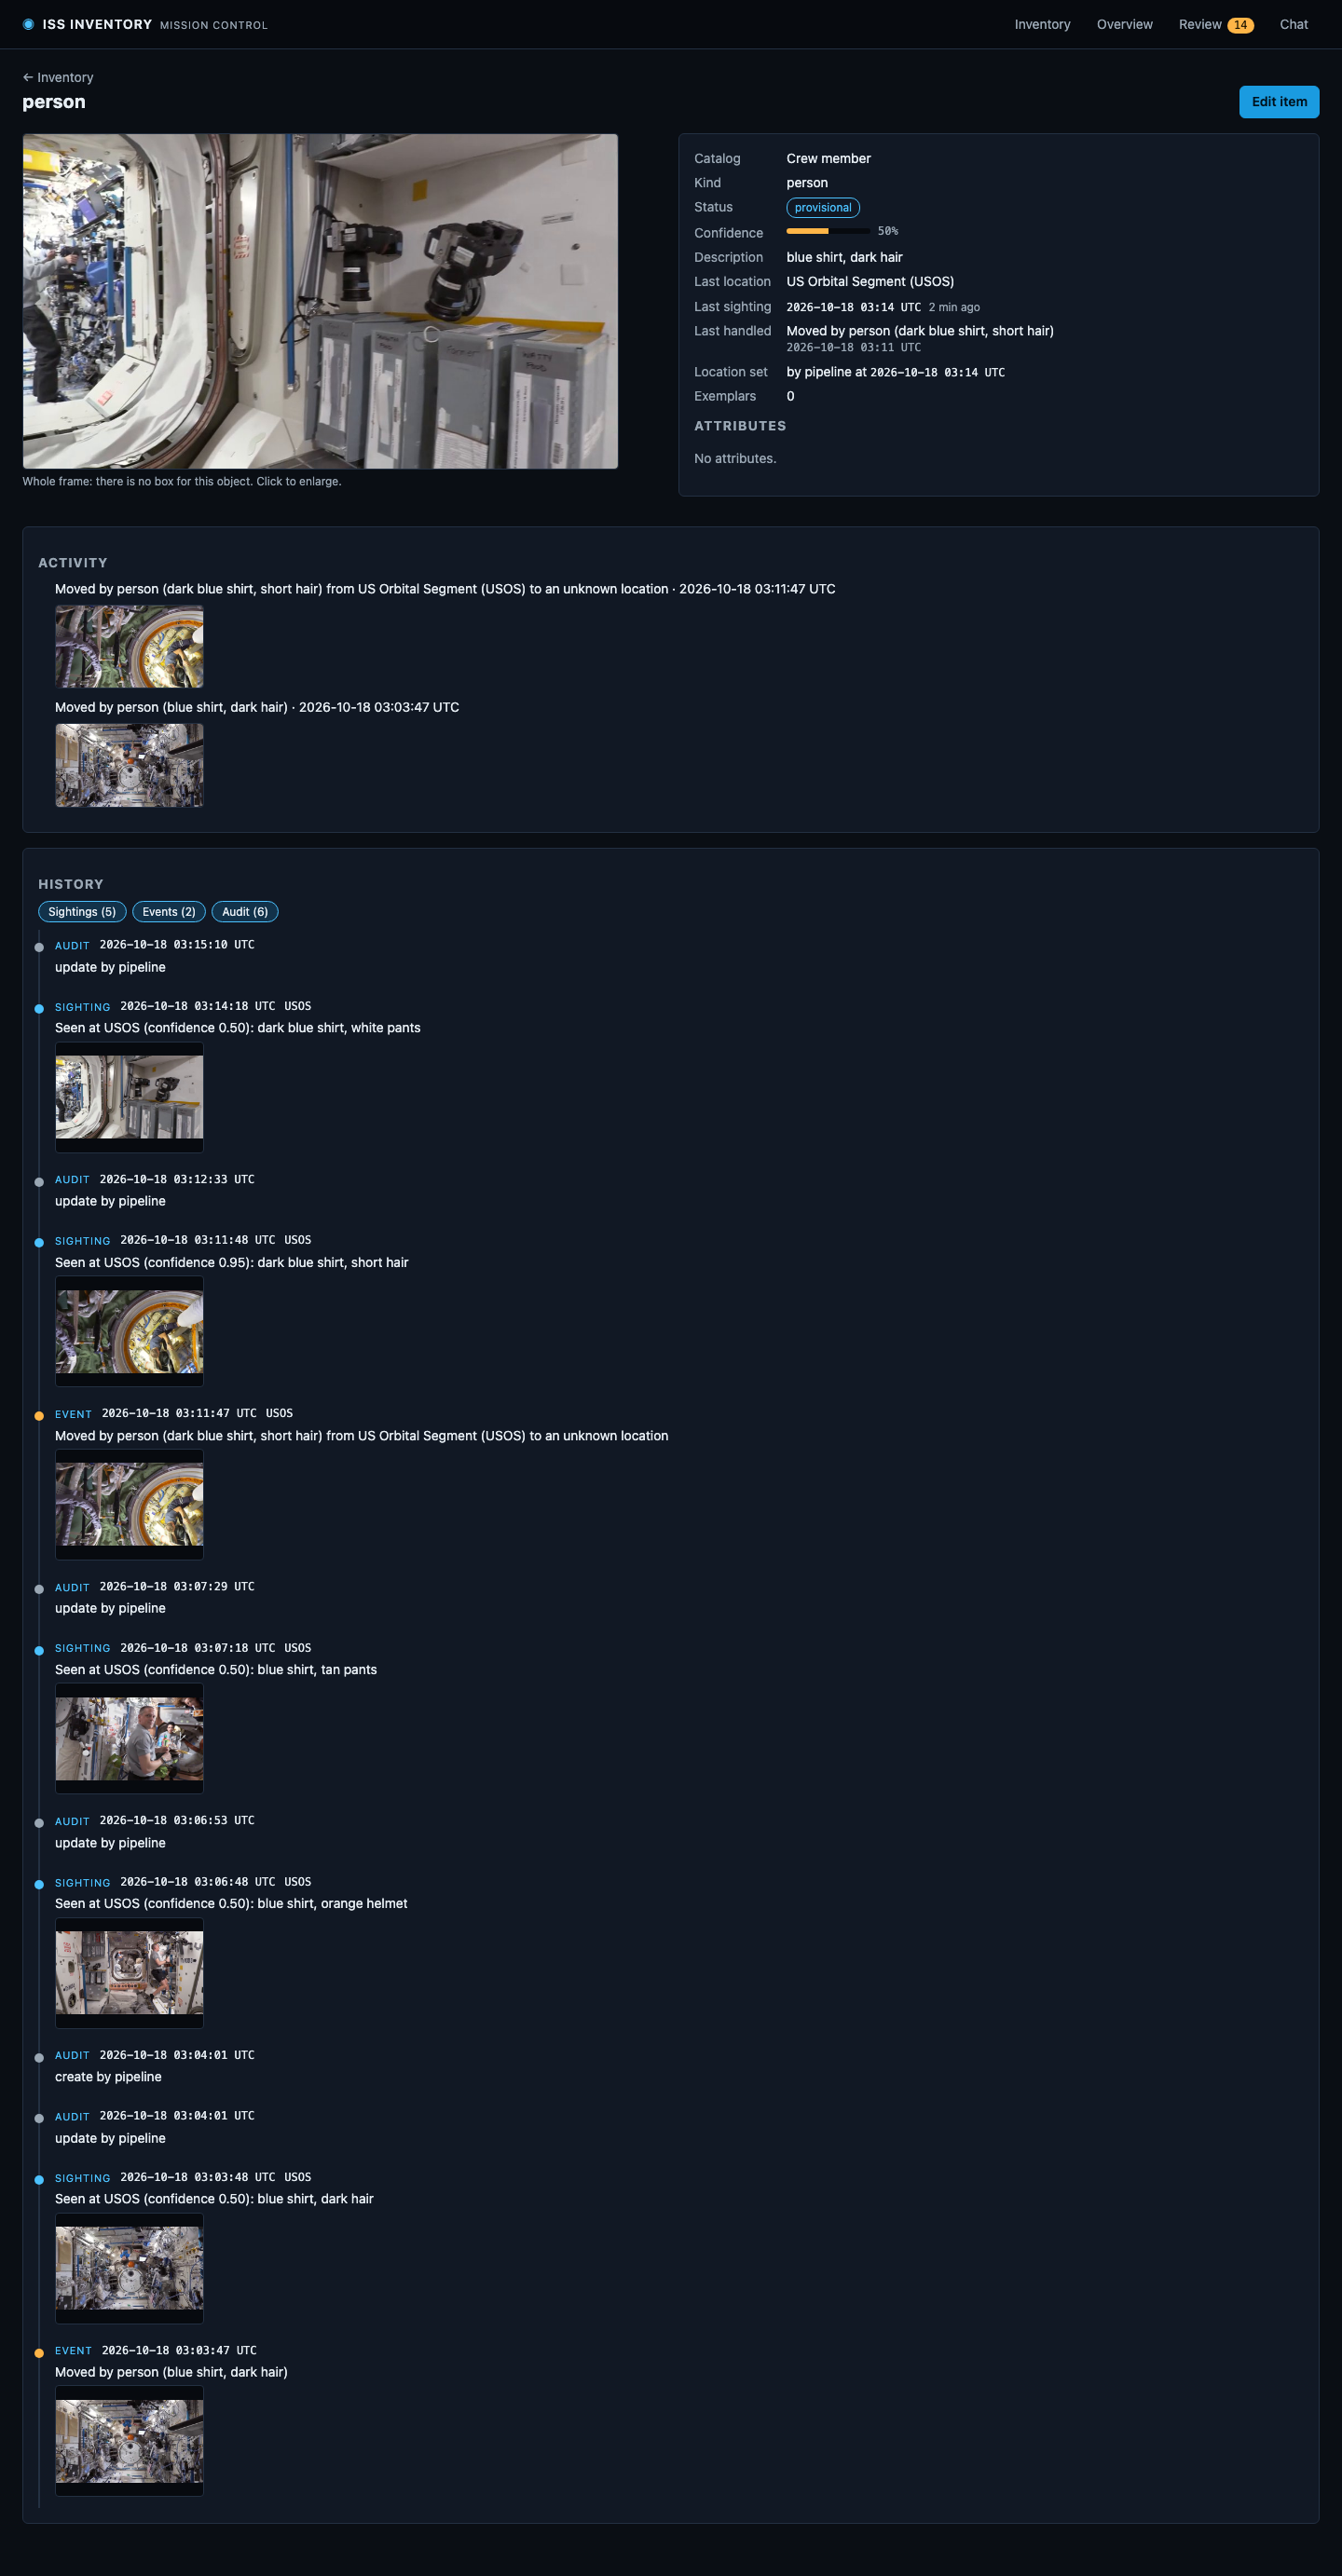 ISS INVENTORY MISSION CONTROL
Inventory Overview Review 14 Chat
← Inventory
person
Edit item
Whole frame: there is no box for this object. Click to enlarge.
Catalog Crew member
Kind person
Status provisional
Confidence 50%
Description blue shirt, dark hair
Last location US Orbital Segment (USOS)
Last sighting 2026-10-18 03:14 UTC 2 min ago
Last handled Moved by person (dark blue shirt, short hair)
2026-10-18 03:11 UTC
Location set by pipeline at 2026-10-18 03:14 UTC
Exemplars 0
ATTRIBUTES
No attributes.
ACTIVITY
Moved by person (dark blue shirt, short hair) from US Orbital Segment (USOS) to an unknown location · 2026-10-18 03:11:47 UTC
Moved by person (blue shirt, dark hair) · 2026-10-18 03:03:47 UTC
HISTORY
Sightings (5) Events (2) Audit (6)
AUDIT 2026-10-18 03:15:10 UTC
update by pipeline
SIGHTING 2026-10-18 03:14:18 UTC USOS
Seen at USOS (confidence 0.50): dark blue shirt, white pants
AUDIT 2026-10-18 03:12:33 UTC
update by pipeline
SIGHTING 2026-10-18 03:11:48 UTC USOS
Seen at USOS (confidence 0.95): dark blue shirt, short hair
EVENT 2026-10-18 03:11:47 UTC USOS
Moved by person (dark blue shirt, short hair) from US Orbital Segment (USOS) to an unknown location
AUDIT 2026-10-18 03:07:29 UTC
update by pipeline
SIGHTING 2026-10-18 03:07:18 UTC USOS
Seen at USOS (confidence 0.50): blue shirt, tan pants
AUDIT 2026-10-18 03:06:53 UTC
update by pipeline
SIGHTING 2026-10-18 03:06:48 UTC USOS
Seen at USOS (confidence 0.50): blue shirt, orange helmet
AUDIT 2026-10-18 03:04:01 UTC
create by pipeline
AUDIT 2026-10-18 03:04:01 UTC
update by pipeline
SIGHTING 2026-10-18 03:03:48 UTC USOS
Seen at USOS (confidence 0.50): blue shirt, dark hair
EVENT 2026-10-18 03:03:47 UTC
Moved by person (blue shirt, dark hair)